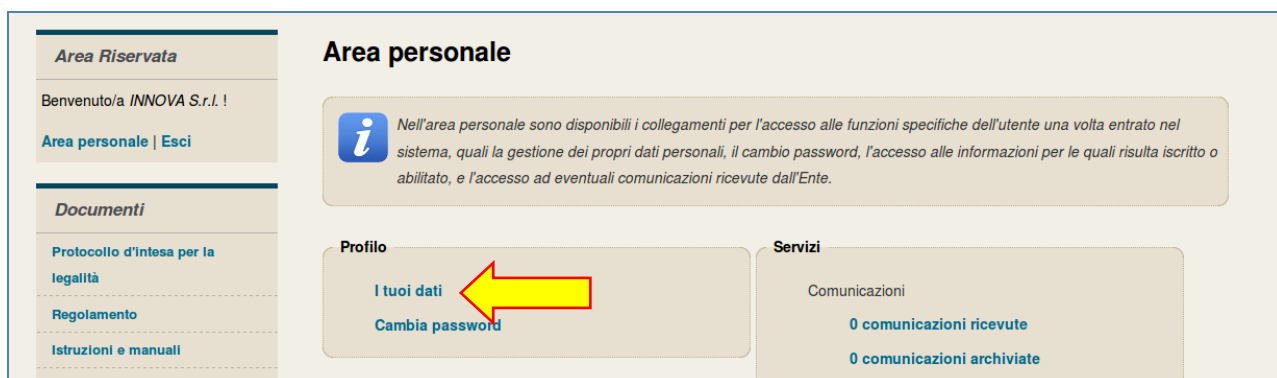 Area Riservata
Benvenuto/a INNOVA S.r.l. !
Area personale | Esci
Documenti
Protocollo d'intesa per la
legalità
Regolamento
Istruzioni e manuali
Area personale
Nell'area personale sono disponibili i collegamenti per l'accesso alle funzioni specifiche dell'utente una volta entrato nel
sistema, quali la gestione dei propri dati personali, il cambio password, l'accesso alle informazioni per le quali risulta iscritto o
abilitato, e l'accesso ad eventuali comunicazioni ricevute dall'Ente.
Profilo
I tuoi dati
Cambia password
Servizi
Comunicazioni
0 comunicazioni ricevute
0 comunicazioni archiviate